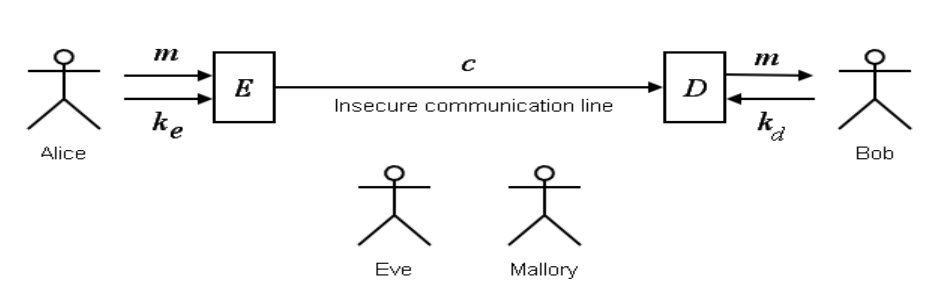 m
c
m
E
D
Insecure communication line
k_e
k_d
Alice
Bob
Eve
Mallory